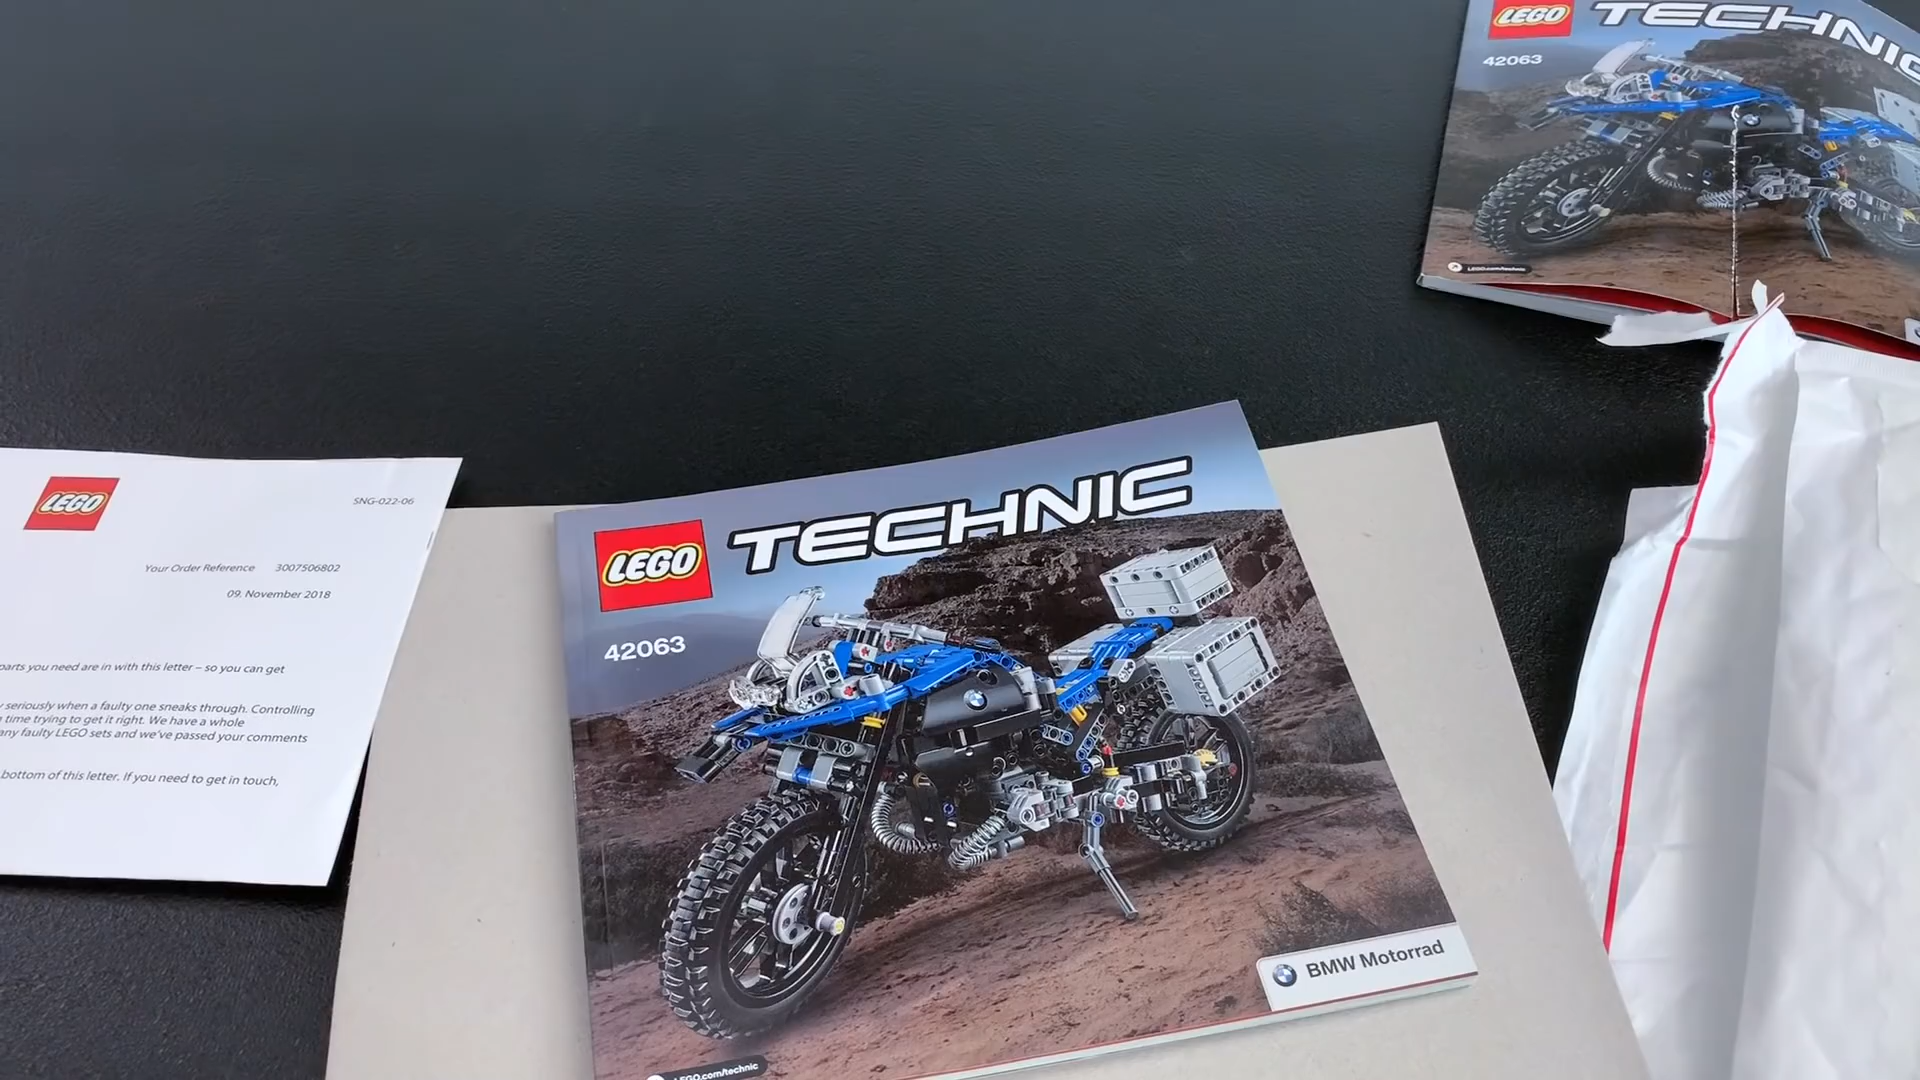 LEGO
SNG-022-06
Your Order Reference 3007506802
09. November 2018
parts you need are in with this letter – so you can get
seriously when a faulty one sneaks through. Controlling
time trying to get it right. We have a whole
any faulty LEGO sets and we've passed your comments
bottom of this letter. If you need to get in touch,
LEGO TECHNIC
42063
BMW Motorrad
LEGO.com/technic
LEGO TECHNIC
42063
LEGO.com/technic